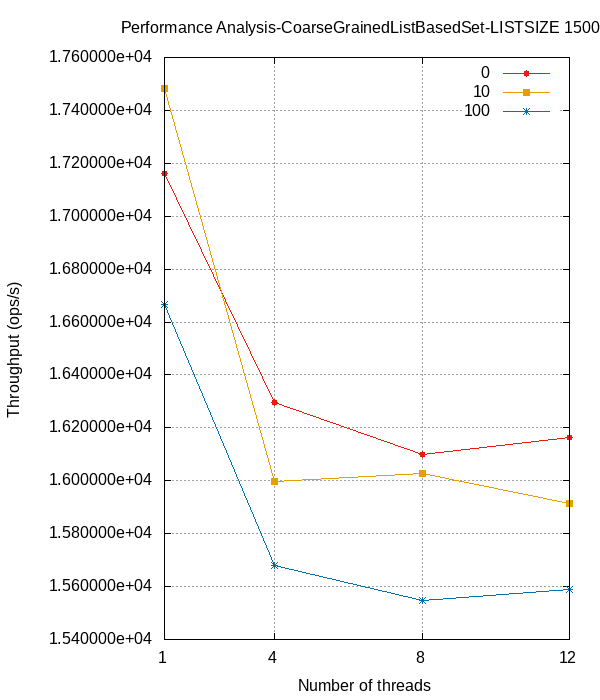 Performance Analysis-CoarseGrainedListBasedSet-LISTSIZE 1500
1.760000e+04
1.740000e+04
1.720000e+04
1.700000e+04
1.680000e+04
1.660000e+04
1.640000e+04
1.620000e+04
1.600000e+04
1.580000e+04
1.560000e+04
1.540000e+04
0
10
100
Throughput (ops/s)
1 4 8 12
Number of threads